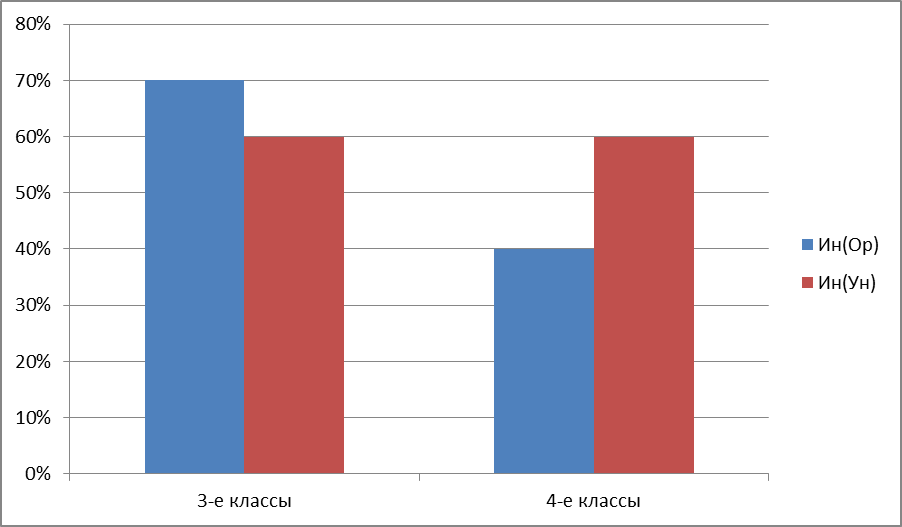 80%
70%
60%
50%
40%
30%
20%
10%
0%
3-е классы
4-е классы
Ин(Ор)
Ин(Ун)